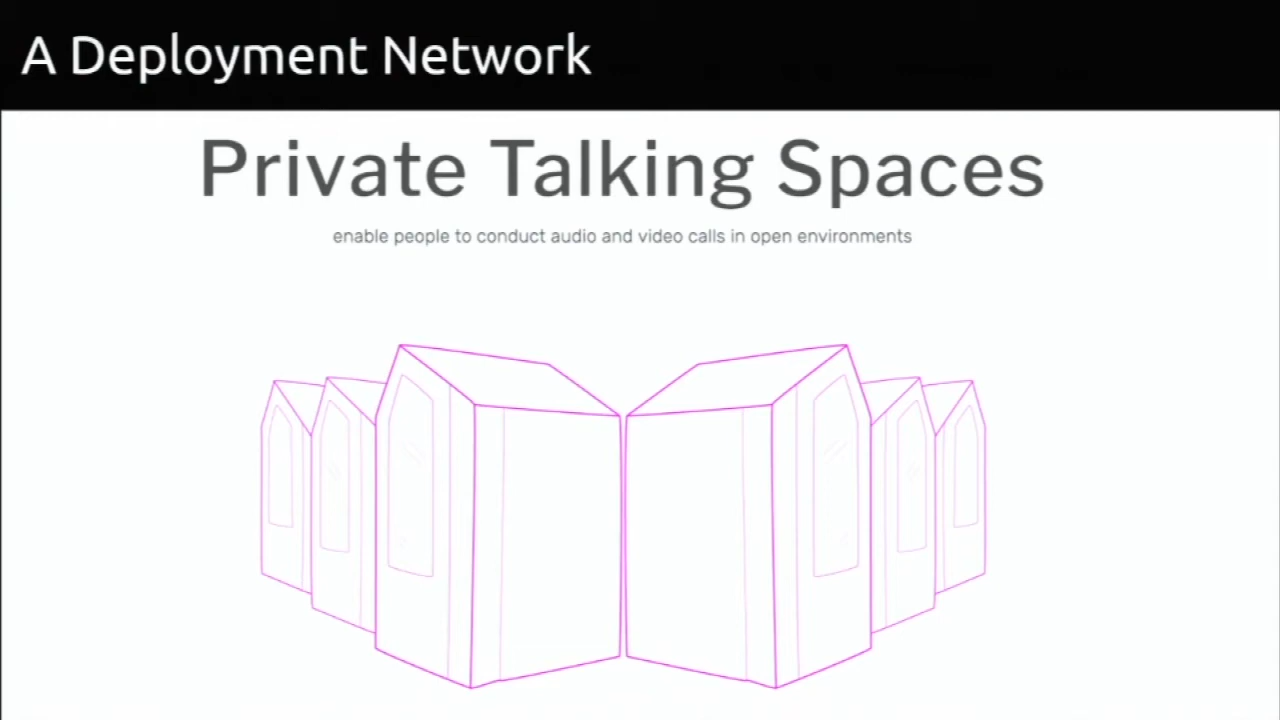 A Deployment Network
Private Talking Spaces
enable people to conduct audio and video calls in open environments